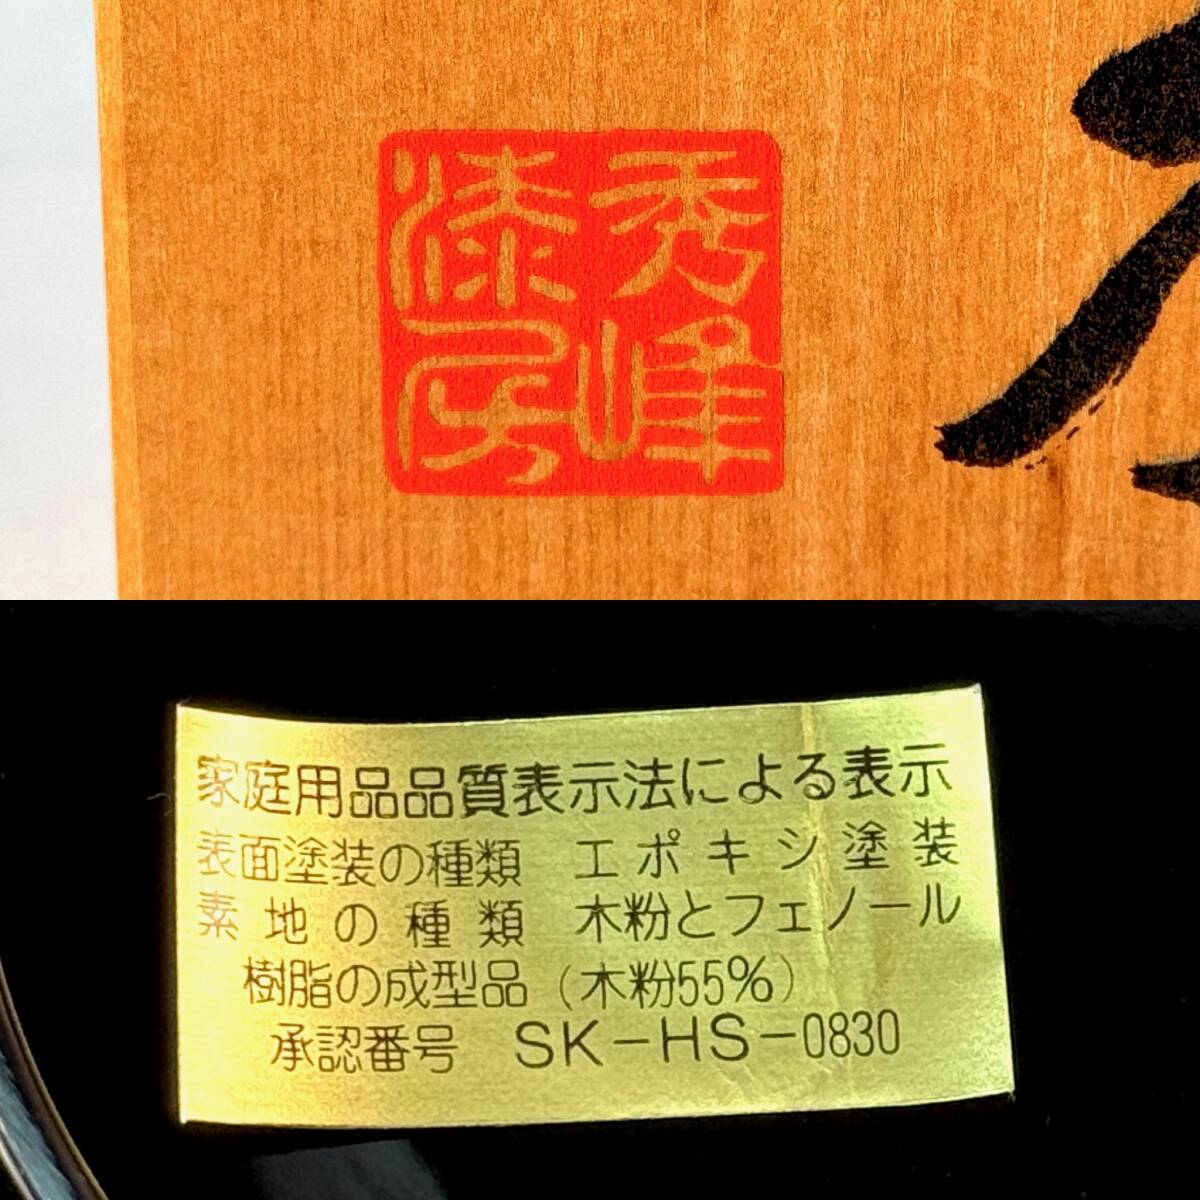 秀峰
漆房
家庭用品品質表示法による表示
表面塗装の種類 エポキシ塗装
素地の種類 木粉とフェノール
樹脂の成型品 (木粉55%)
承認番号 SK-HS-0830